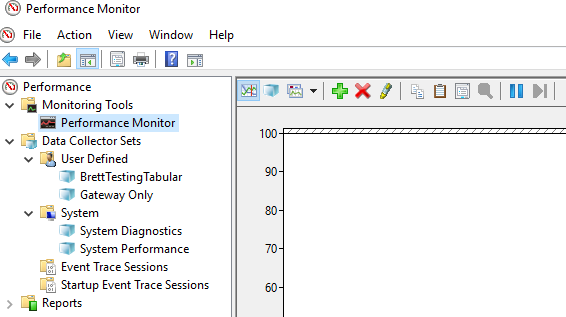 Performance Monitor
File Action View Window Help
Performance
Monitoring Tools
Performance Monitor
Data Collector Sets
User Defined
BrettTestingTabular
Gateway Only
System
System Diagnostics
System Performance
Event Trace Sessions
Startup Event Trace Sessions
Reports
100
90
80
70
60